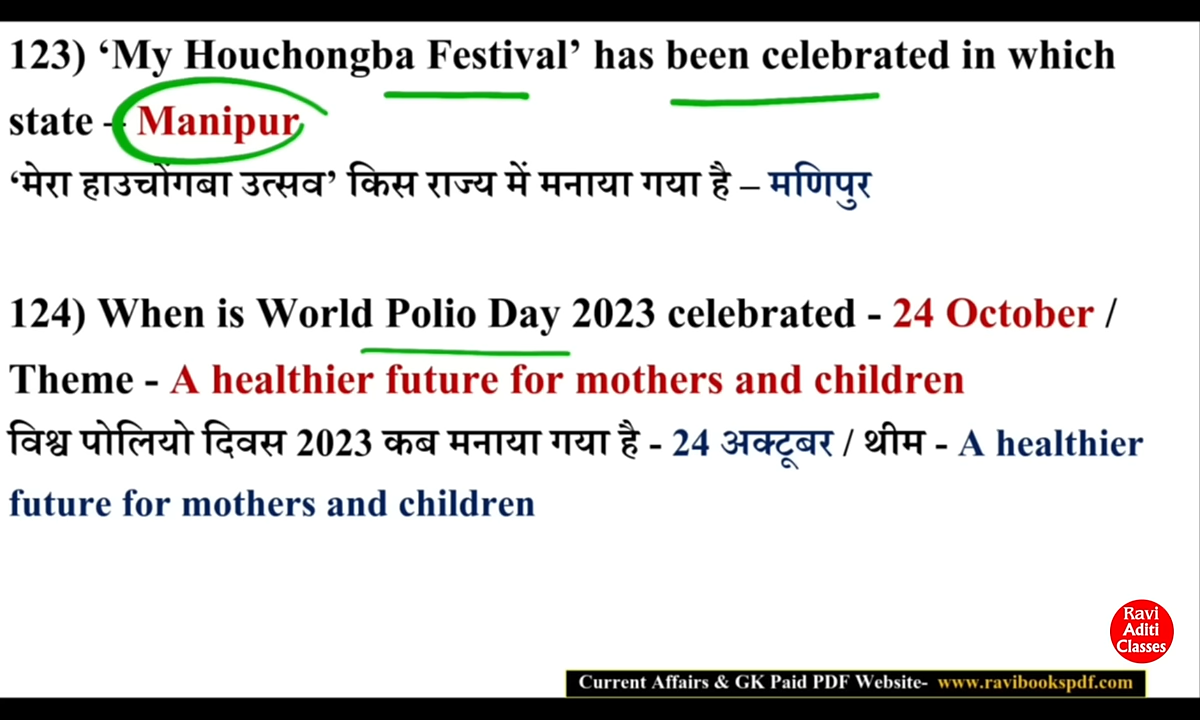 123) ‘My Houchongba Festival’ has been celebrated in which
state – Manipur
‘मेरा हाउचोंगबा उत्सव’ किस राज्य में मनाया गया है – मणिपुर
124) When is World Polio Day 2023 celebrated - 24 October /
Theme - A healthier future for mothers and children
विश्व पोलियो दिवस 2023 कब मनाया गया है - 24 अक्टूबर / थीम - A healthier
future for mothers and children
Ravi
Aditi
Classes
Current Affairs & GK Paid PDF Website- www.ravibookspdf.com